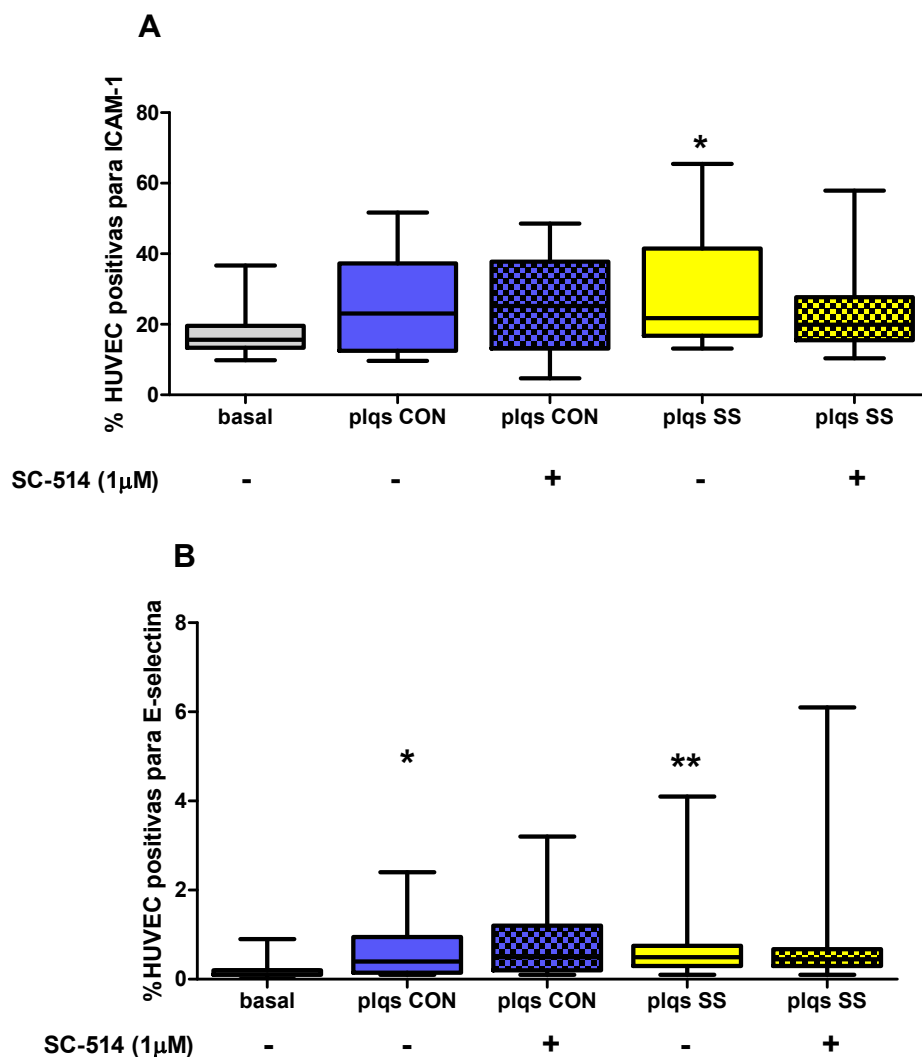 A
% HUVEC positivas para ICAM-1
80
60
40
20
0
*
basal plqs CON plqs CON plqs SS plqs SS
SC-514 (1µM) - - + - +
B
%HUVEC positivas para E-selectina
8
6
4
2
0
* **
basal plqs CON plqs CON plqs SS plqs SS
SC-514 (1µM) - - + - +